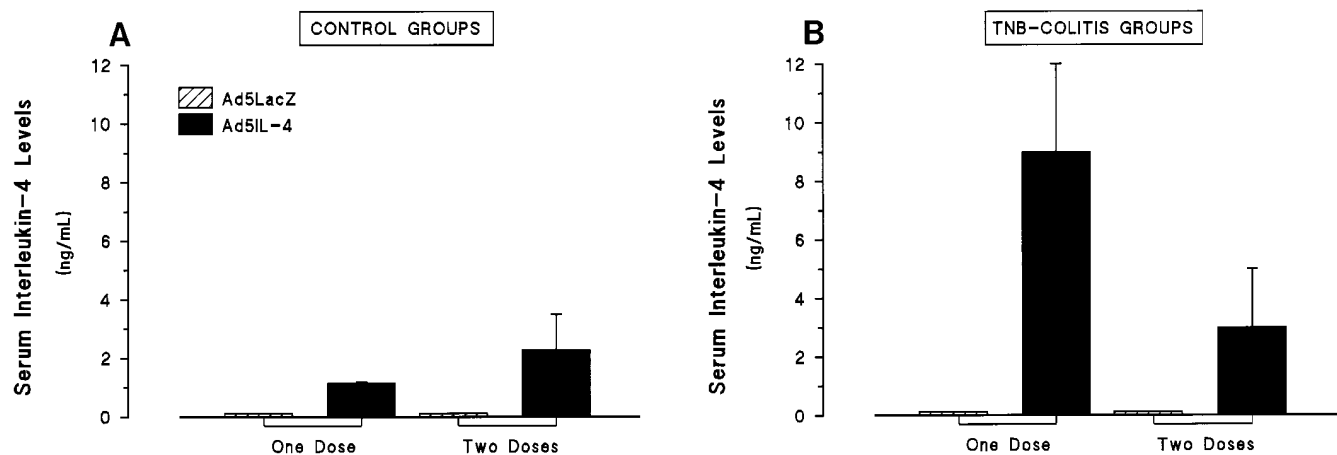 A
CONTROL GROUPS
Serum Interleukin-4 Levels
(ng/mL)
12
10
8
6
4
2
0
Ad5LacZ
Ad5IL-4
One Dose
Two Doses
B
TNB-COLITIS GROUPS
Serum Interleukin-4 Levels
(ng/mL)
12
10
8
6
4
2
0
One Dose
Two Doses